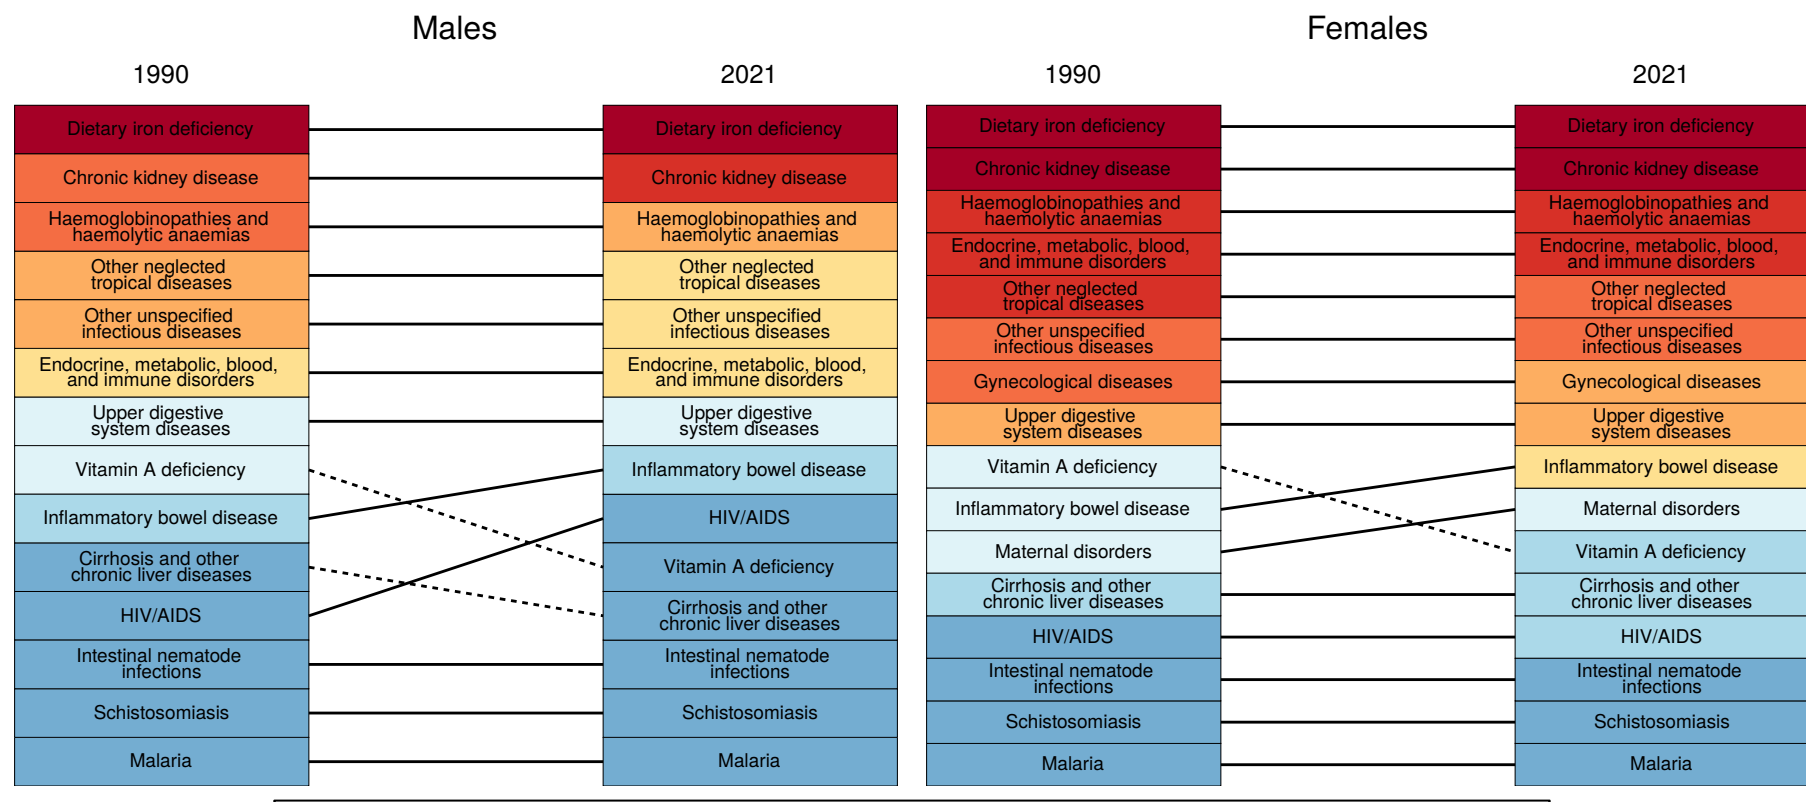 Males
Females
1990
2021
1990
2021
Dietary iron deficiency
Chronic kidney disease
Haemoglobinopathies and
haemolytic anaemias
Other neglected
tropical diseases
Other unspecified
infectious diseases
Endocrine, metabolic, blood,
and immune disorders
Upper digestive
system diseases
Vitamin A deficiency
Inflammatory bowel disease
Cirrhosis and other
chronic liver diseases
HIV/AIDS
Intestinal nematode
infections
Schistosomiasis
Malaria
Dietary iron deficiency
Chronic kidney disease
Haemoglobinopathies and
haemolytic anaemias
Other neglected
tropical diseases
Other unspecified
infectious diseases
Endocrine, metabolic, blood,
and immune disorders
Upper digestive
system diseases
Inflammatory bowel disease
HIV/AIDS
Vitamin A deficiency
Cirrhosis and other
chronic liver diseases
Intestinal nematode
infections
Schistosomiasis
Malaria
Dietary iron deficiency
Chronic kidney disease
Haemoglobinopathies and
haemolytic anaemias
Endocrine, metabolic, blood,
and immune disorders
Other neglected
tropical diseases
Other unspecified
infectious diseases
Gynecological diseases
Upper digestive
system diseases
Vitamin A deficiency
Inflammatory bowel disease
Maternal disorders
Cirrhosis and other
chronic liver diseases
HIV/AIDS
Intestinal nematode
infections
Schistosomiasis
Malaria
Dietary iron deficiency
Chronic kidney disease
Haemoglobinopathies and
haemolytic anaemias
Endocrine, metabolic, blood,
and immune disorders
Other neglected
tropical diseases
Other unspecified
infectious diseases
Gynecological diseases
Upper digestive
system diseases
Inflammatory bowel disease
Maternal disorders
Vitamin A deficiency
Cirrhosis and other
chronic liver diseases
HIV/AIDS
Intestinal nematode
infections
Schistosomiasis
Malaria